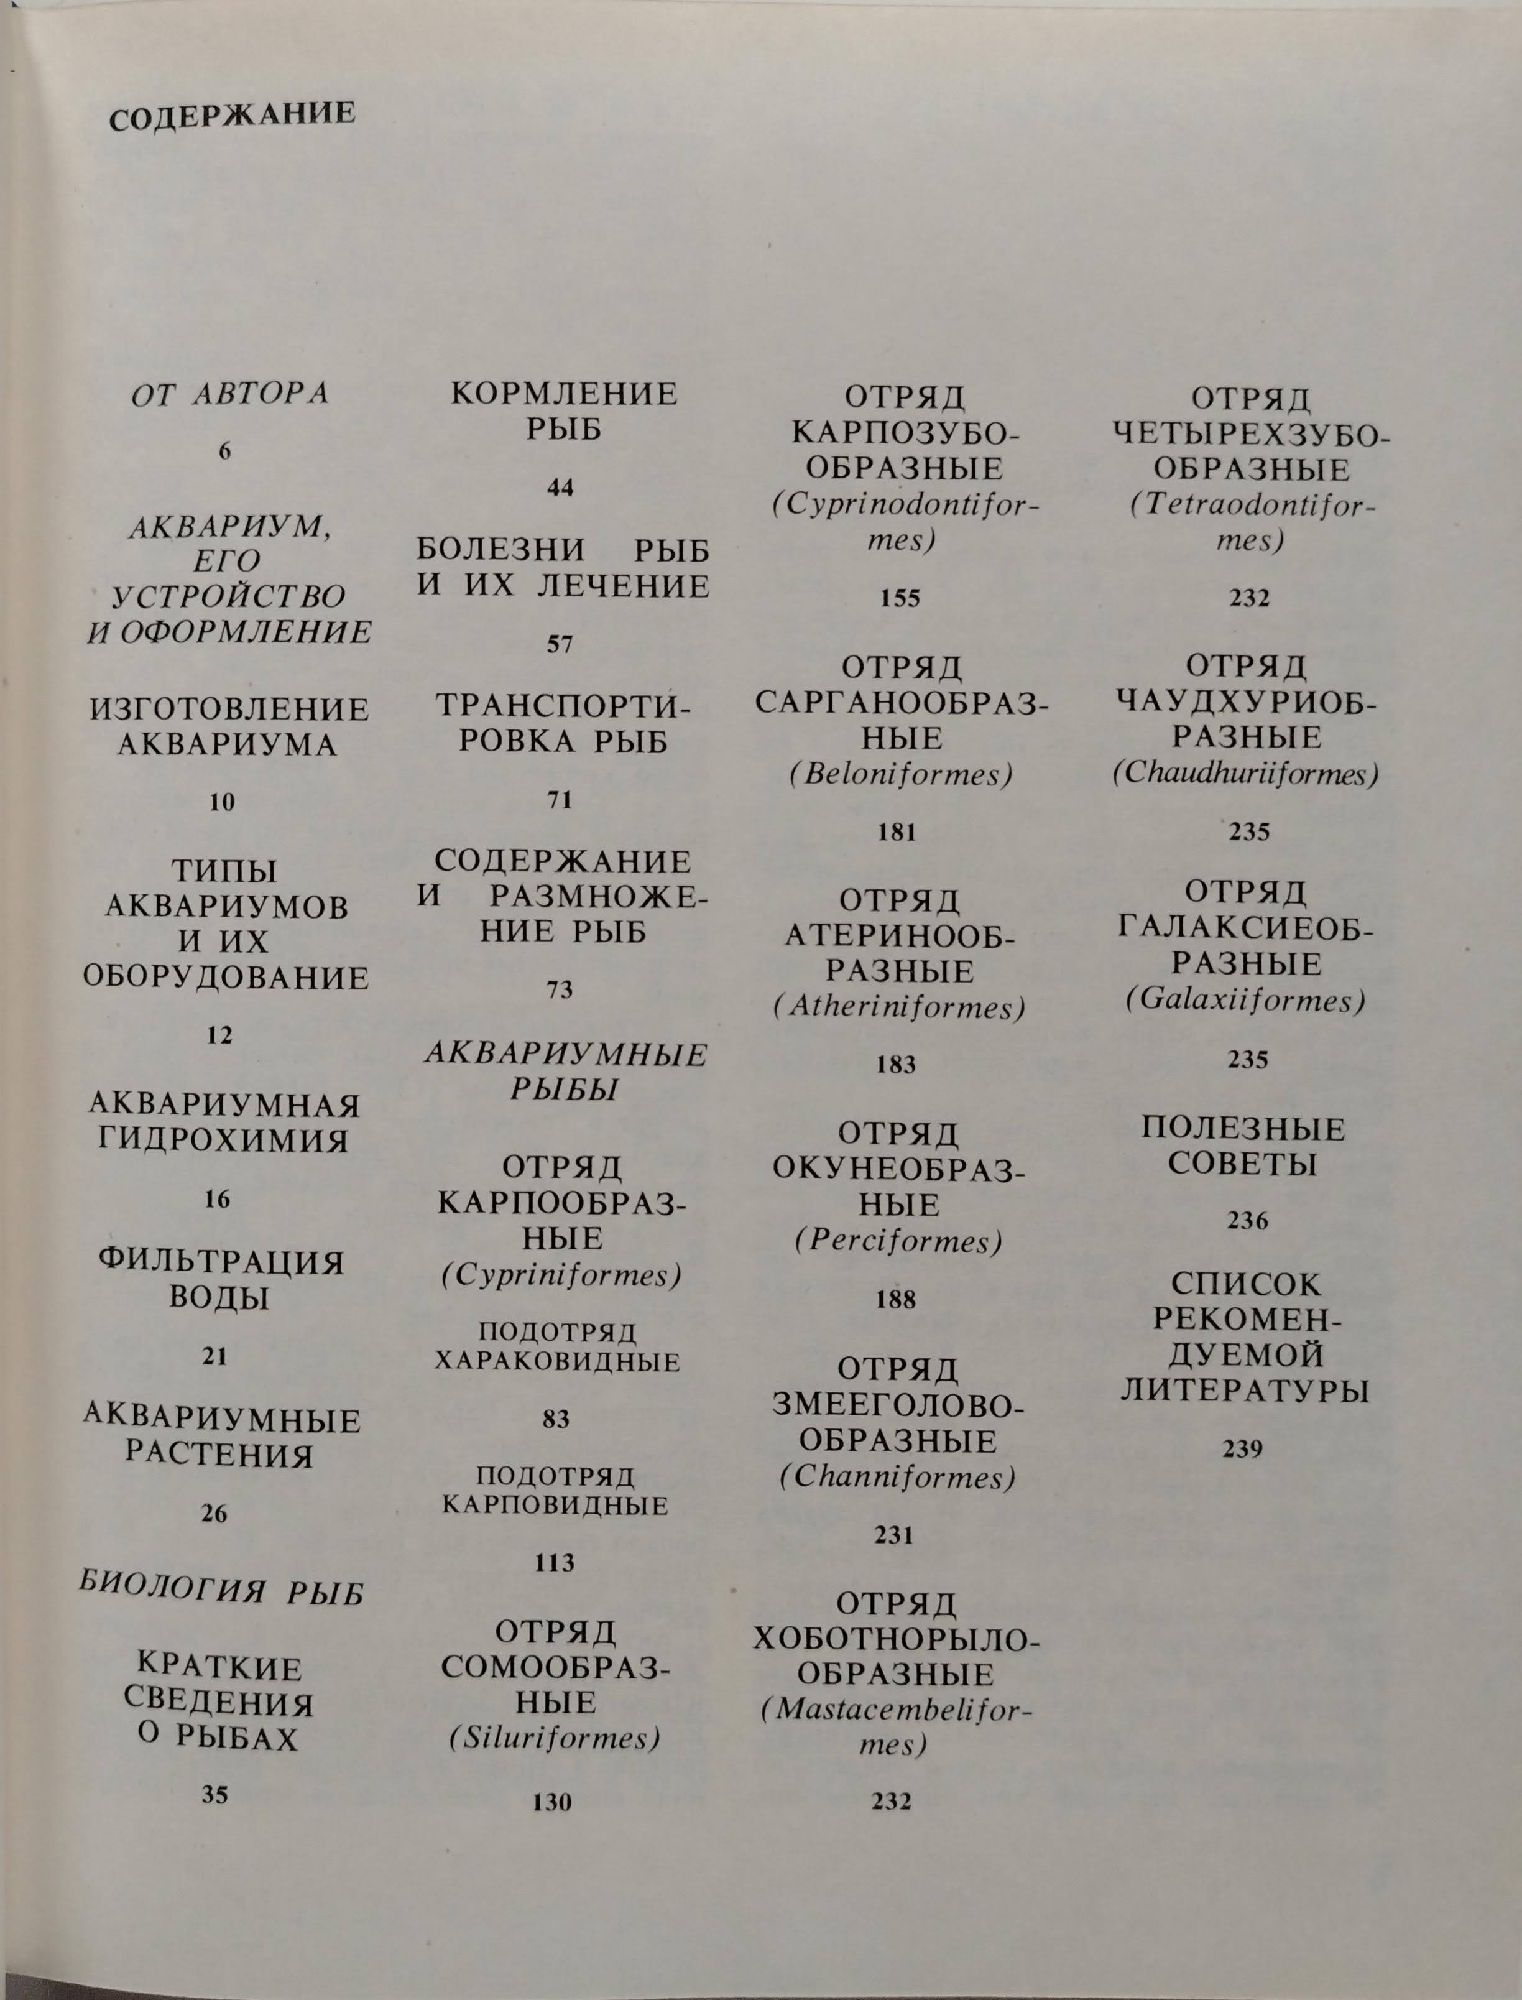 СОДЕРЖАНИЕ
ОТ АВТОРА
6
АКВАРИУМ,
ЕГО
УСТРОЙСТВО
И ОФОРМЛЕНИЕ
ИЗГОТОВЛЕНИЕ
АКВАРИУМА
10
ТИПЫ
АКВАРИУМОВ
И ИХ
ОБОРУДОВАНИЕ
12
АКВАРИУМНАЯ
ГИДРОХИМИЯ
16
ФИЛЬТРАЦИЯ
ВОДЫ
21
АКВАРИУМНЫЕ
РАСТЕНИЯ
26
БИОЛОГИЯ РЫБ
КРАТКИЕ
СВЕДЕНИЯ
О РЫБАХ
35
КОРМЛЕНИЕ
РЫБ
44
БОЛЕЗНИ РЫБ
И ИХ ЛЕЧЕНИЕ
57
ТРАНСПОРТИ-
РОВКА РЫБ
71
СОДЕРЖАНИЕ
И РАЗМНОЖЕ-
НИЕ РЫБ
73
АКВАРИУМНЫЕ
РЫБЫ
ОТРЯД
КАРПООБРАЗ-
НЫЕ
(Cypriniformes)
ПОДОТРЯД
ХАРАКОВИДНЫЕ
83
ПОДОТРЯД
КАРПОВИДНЫЕ
113
ОТРЯД
СОМООБРАЗ-
НЫЕ
(Siluriformes)
130
ОТРЯД
КАРПОЗУБО-
ОБРАЗНЫЕ
(Cyprinodontifor-
mes)
155
ОТРЯД
САРГАНООБРАЗ-
НЫЕ
(Beloniformes)
181
ОТРЯД
АТЕРИНООБ-
РАЗНЫЕ
(Atheriniformes)
183
ОТРЯД
ОКУНЕОБРАЗ-
НЫЕ
(Perciformes)
188
ОТРЯД
ЗМЕЕГОЛОВО-
ОБРАЗНЫЕ
(Channiformes)
231
ОТРЯД
ХОБОТНОРЫЛО-
ОБРАЗНЫЕ
(Mastacembelifor-
mes)
232
ОТРЯД
ЧЕТЫРЕХЗУБО-
ОБРАЗНЫЕ
(Tetraodontifor-
mes)
232
ОТРЯД
ЧАУДХУРИОБ-
РАЗНЫЕ
(Chaudhuriiformes)
235
ОТРЯД
ГАЛАКСИЕОБ-
РАЗНЫЕ
(Galaxiiformes)
235
ПОЛЕЗНЫЕ
СОВЕТЫ
236
СПИСОК
РЕКОМЕН-
ДУЕМОЙ
ЛИТЕРАТУРЫ
239